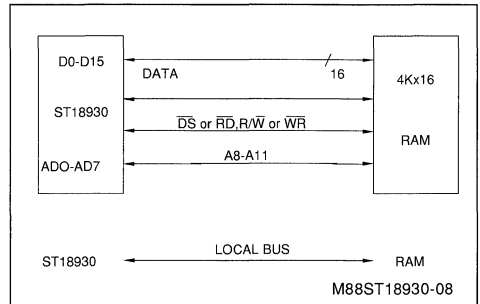 D0-D15
DATA
16
4Kx16
ST18930
DS or RD,R/W or WR
RAM
A8-A11
ADO-AD7
LOCAL BUS
ST18930
RAM
M88ST18930-08